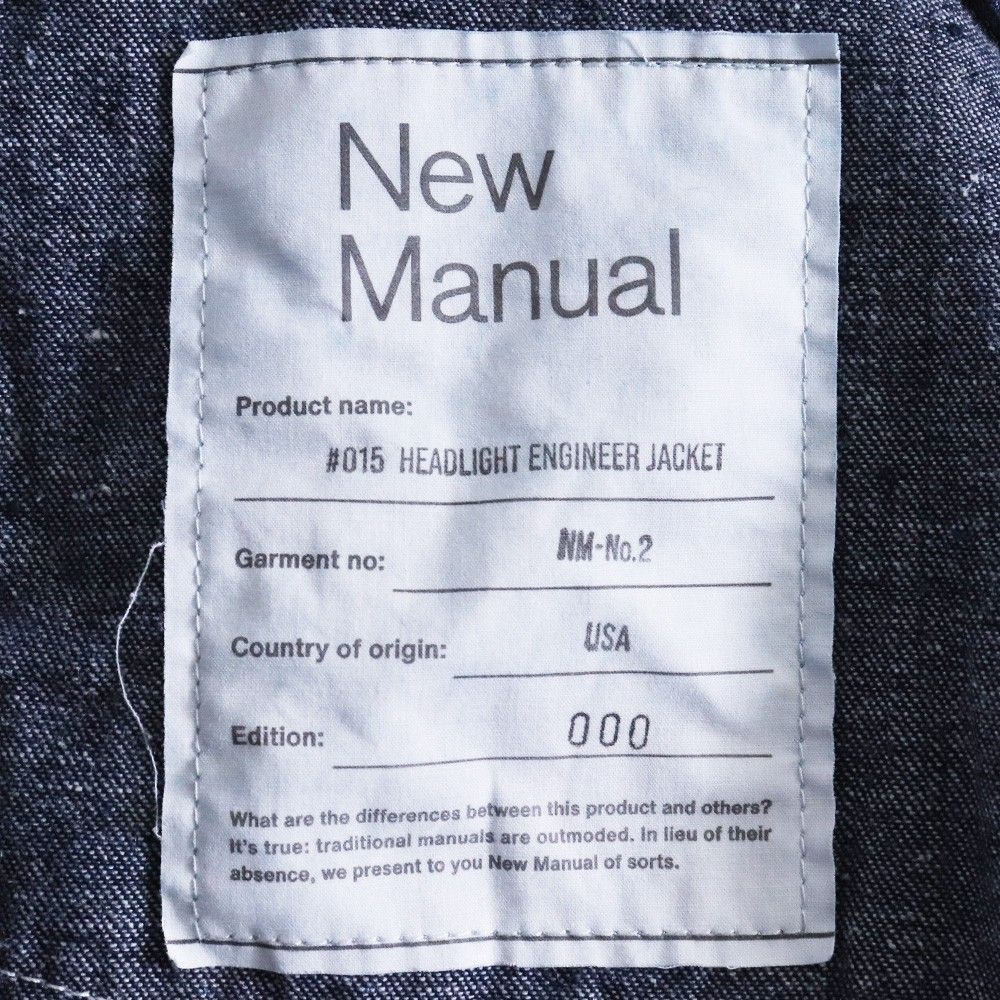 New
Manual
Product name:
#015 HEADLIGHT ENGINEER JACKET
Garment no: NM-No.2
Country of origin: USA
Edition: 000
What are the differences between this product and others?
It's true: traditional manuals are outmoded. In lieu of their
absence, we present to you New Manual of sorts.